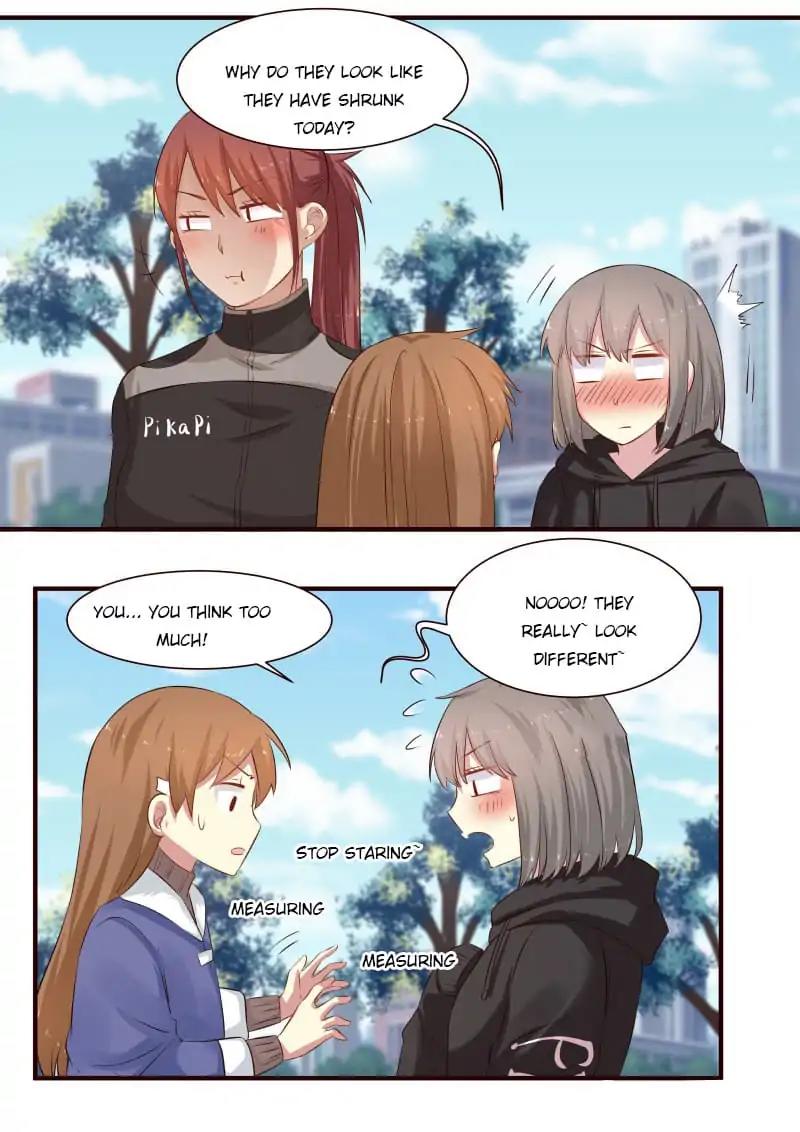 WHY DO THEY LOOK LIKE
THEY HAVE SHRUNK
TODAY?
PiKaPi
YOU... YOU THINK TOO
MUCH!
NOOOO! THEY
REALLY~ LOOK
DIFFERENT~
STOP STARING~
MEASURING
MEASURING